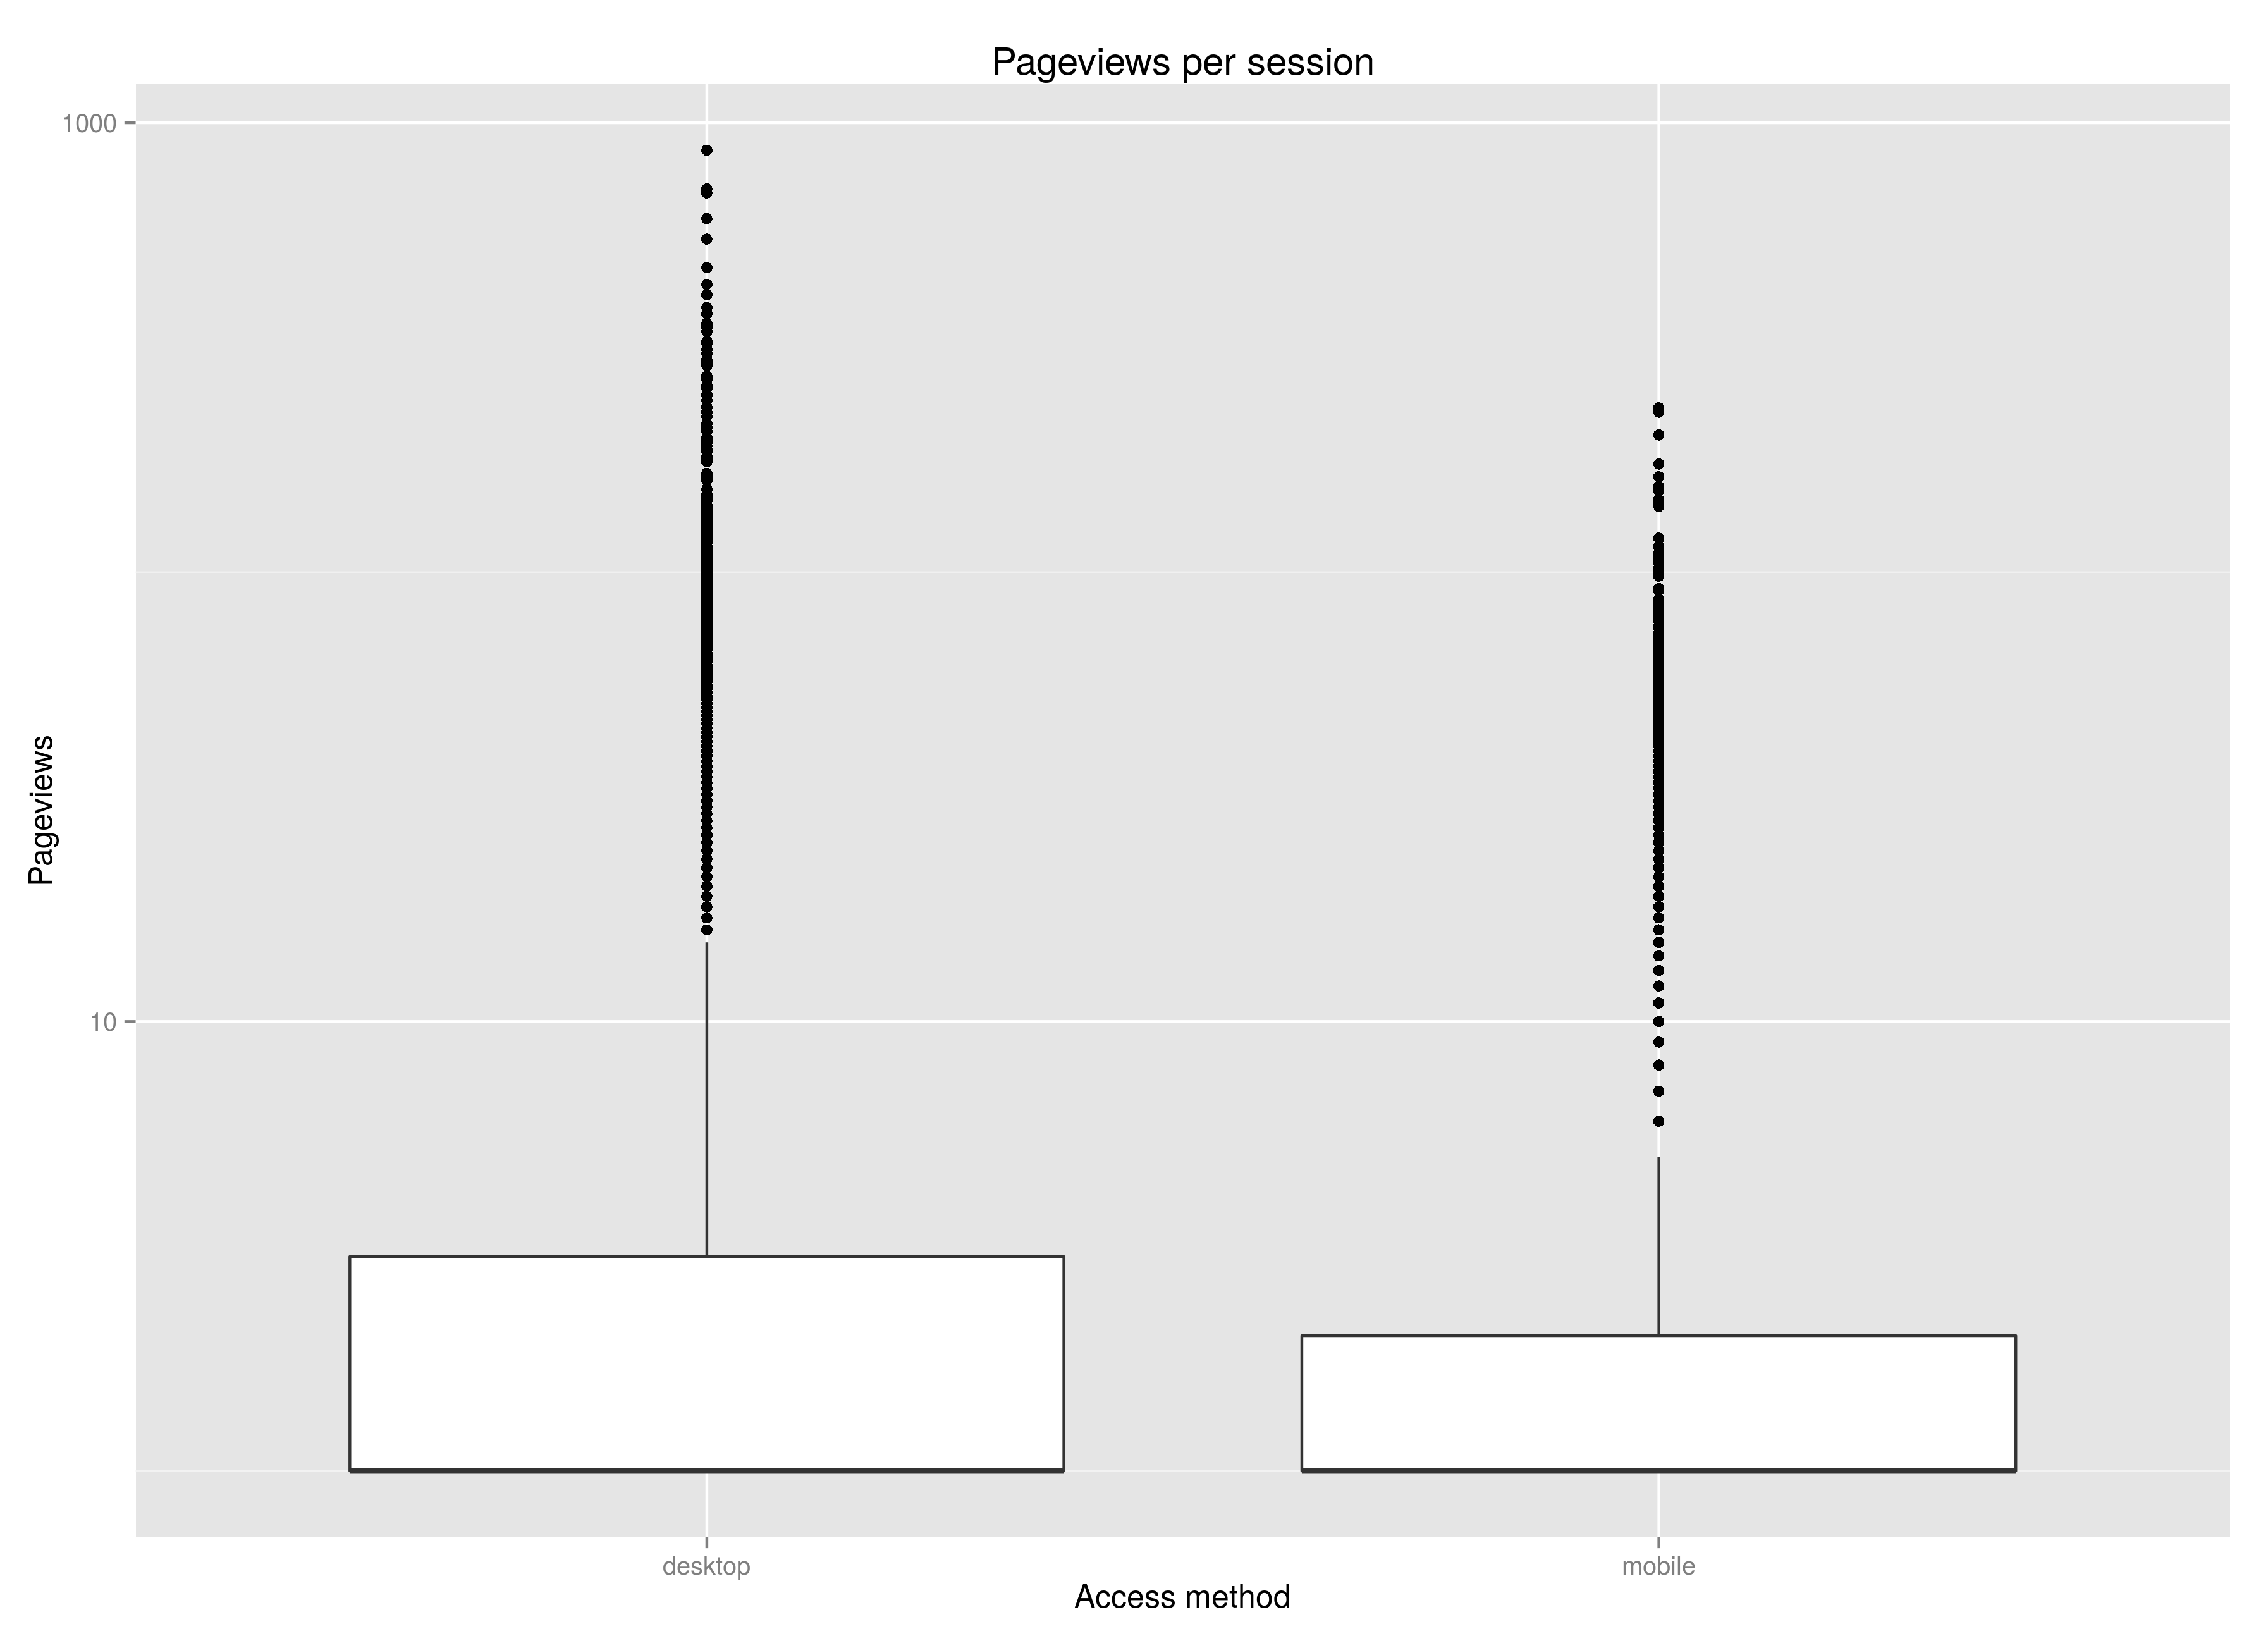 Pageviews per session
1000
10
Pageviews
desktop
mobile
Access method